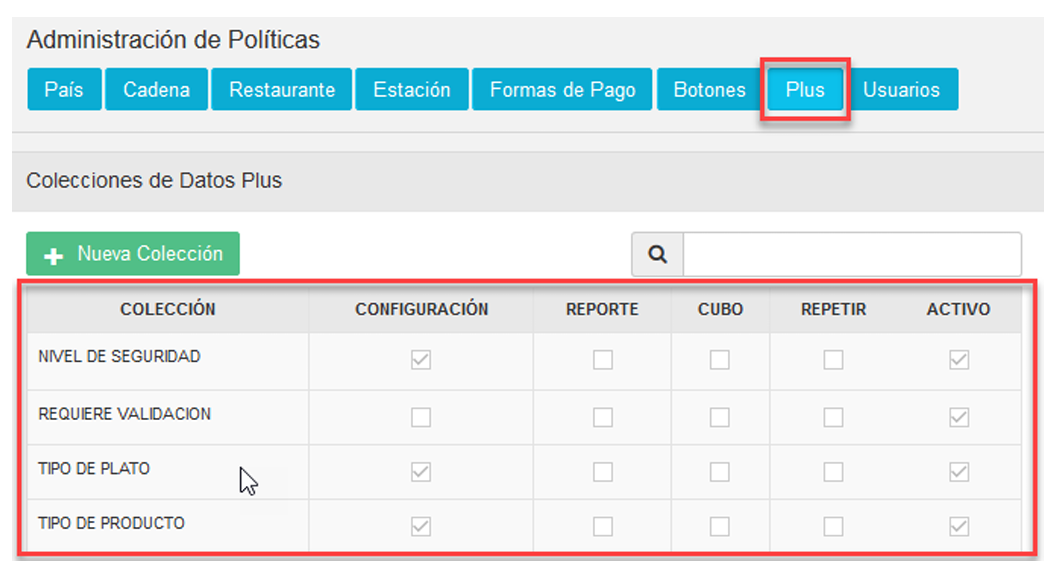 Administración de Políticas
País Cadena Restaurante Estación Formas de Pago Botones Plus Usuarios
Colecciones de Datos Plus
Nueva Colección
COLECCIÓN CONFIGURACIÓN REPORTE CUBO REPETIR ACTIVO
NIVEL DE SEGURIDAD
REQUIERE VALIDACION
TIPO DE PLATO
TIPO DE PRODUCTO